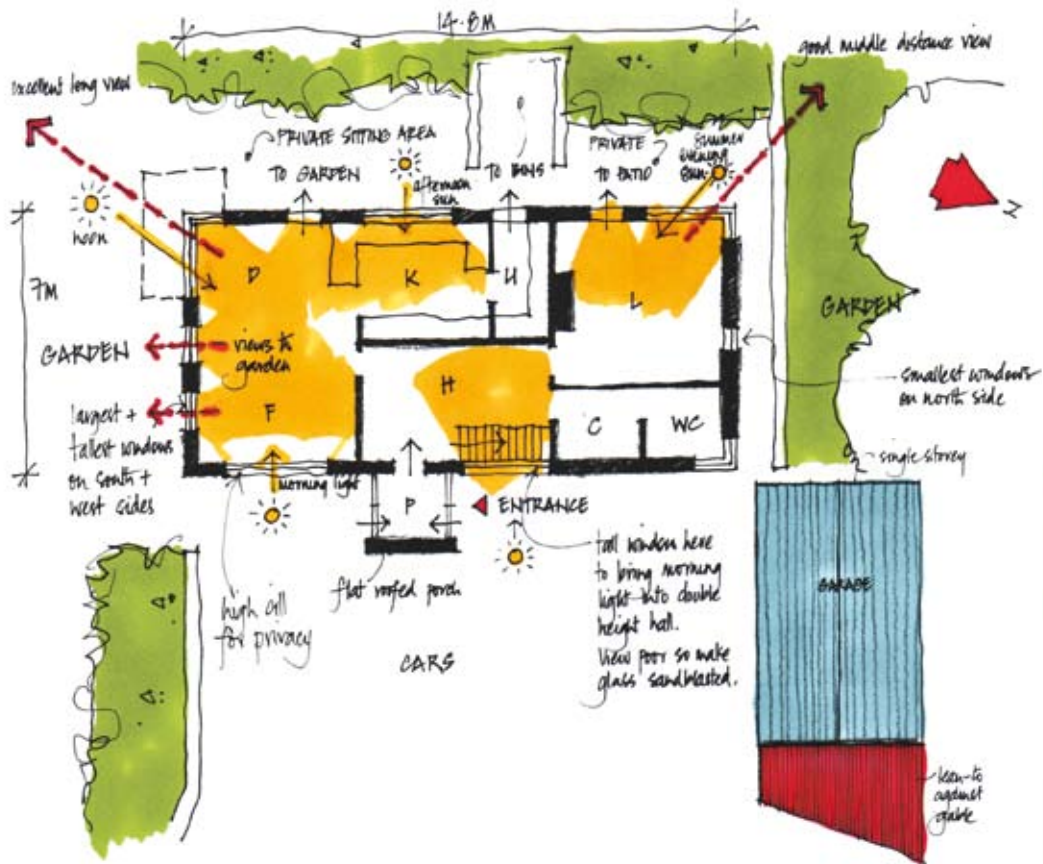 14.8M
good middle distance view
excellent long view
PRIVATE SITTING AREA
TO GARDEN
afternoon
sun
TO BINS
PRIVATE
TO PATIO
summer
evening
sun
noon
N
7M
D
K
U
L
GARDEN
views to
garden
GARDEN
H
F
largest +
tallest windows
on south +
west sides
smallest windows
on north side
C
WC
single storey
morning light
P
ENTRANCE
flat roofed porch
high cill
for privacy
tall window here
to bring morning
light into double
height hall.
View poor so make
glass sandblasted.
CARS
GARAGE
lean-to
against
gable